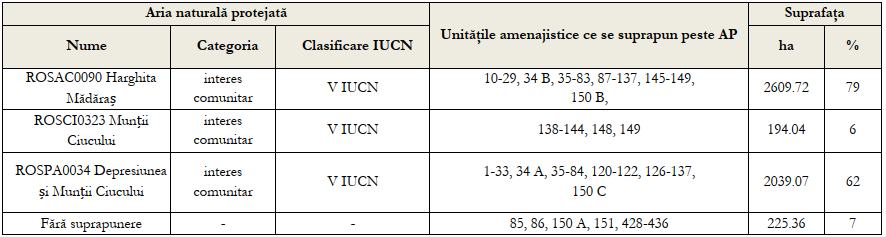 Aria naturală protejată
Unitățile amenajistice ce se suprapun peste AP
Suprafața
Nume
Categoria
Clasificare IUCN
ha
%
ROSAC0090 Harghita
Mădăraș
interes
comunitar
V IUCN
10-29, 34 B, 35-83, 87-137, 145-149,
150 B,
2609.72
79
ROSCI0323 Munții
Ciucului
interes
comunitar
V IUCN
138-144, 148, 149
194.04
6
ROSPA0034 Depresiunea
și Munții Ciucului
interes
comunitar
V IUCN
1-33, 34 A, 35-84, 120-122, 126-137,
150 C
2039.07
62
Fără suprapunere
-
-
85, 86, 150 A, 151, 428-436
225.36
7